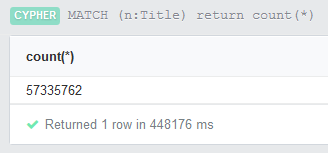 CYPHER MATCH (n:Title) return count(*)
count(*)
57335762
Returned 1 row in 448176 ms